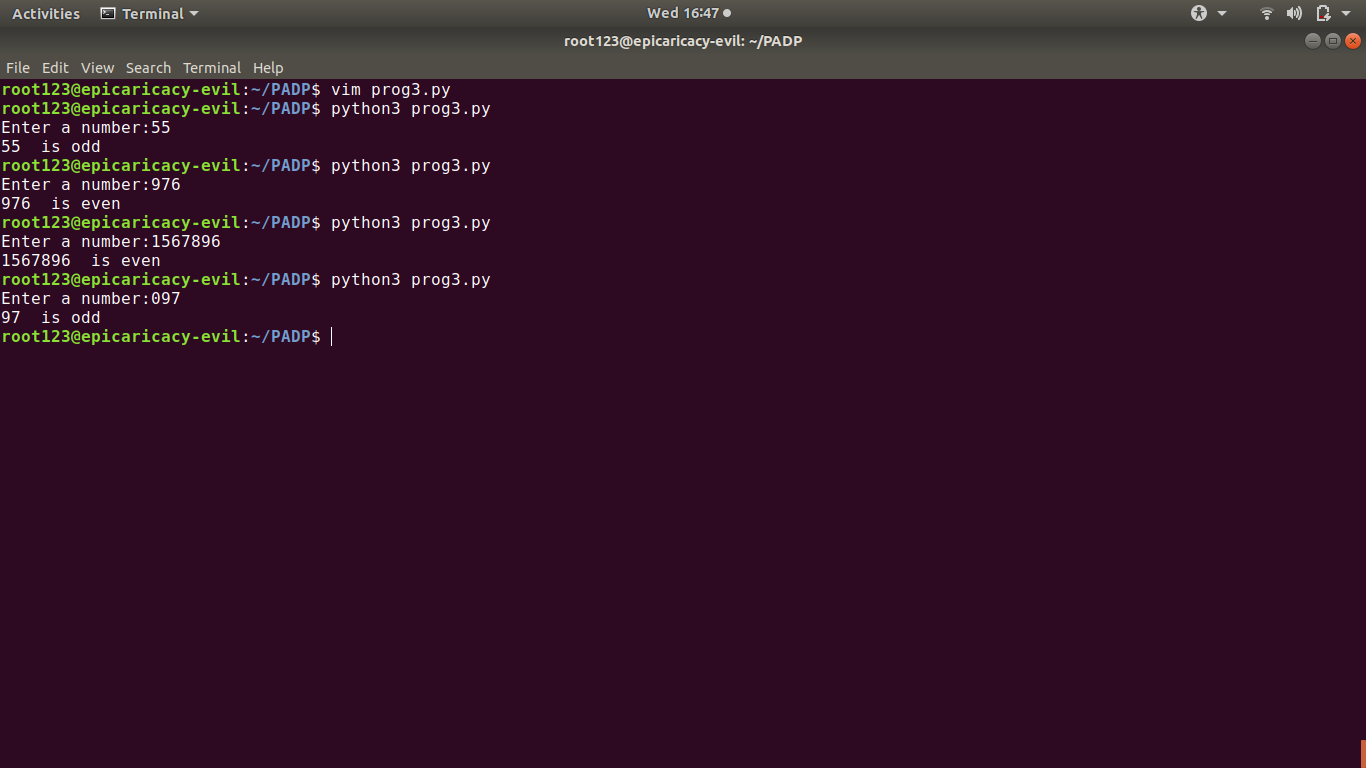 Activities Terminal Wed 16:47
root123@epicaricacy-evil: ~/PADP
File Edit View Search Terminal Help
root123@epicaricacy-evil:~/PADP$ vim prog3.py
root123@epicaricacy-evil:~/PADP$ python3 prog3.py
Enter a number:55
55  is odd
root123@epicaricacy-evil:~/PADP$ python3 prog3.py
Enter a number:976
976  is even
root123@epicaricacy-evil:~/PADP$ python3 prog3.py
Enter a number:1567896
1567896  is even
root123@epicaricacy-evil:~/PADP$ python3 prog3.py
Enter a number:097
97  is odd
root123@epicaricacy-evil:~/PADP$